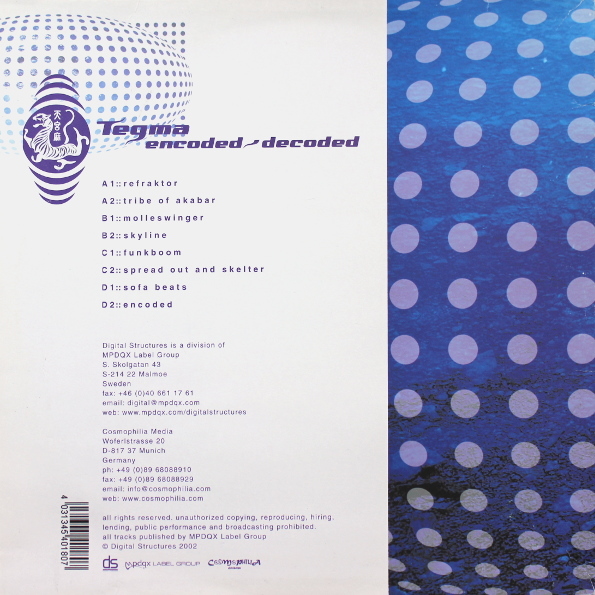 天宮麻
Tegma
encoded/decoded
A1::refraktor
A2::tribe of akabar
B1::molleswinger
B2::skyline
C1::funkboom
C2::spread out and skelter
D1::sofa beats
D2::encoded
Digital Structures is a division of
MPDQX Label Group
S. Skolgatan 43
S-214 22 Malmoe
Sweden
fax: +46 (0)40 661 17 61
email: digital@mpdqx.com
web: www.mpdqx.com/digitalstructures
Cosmophilia Media
Woferlstrasse 20
D-817 37 Munich
Germany
ph: +49 (0)89 68088910
fax: +49 (0)89 68088929
email: info@cosmophilia.com
web: www.cosmophilia.com
all rights reserved. unauthorized copying, reproducing, hiring,
lending, public performance and broadcasting prohibited.
all tracks published by MPDQX Label Group
© Digital Structures 2002
4 031345 401807
ds mpdqx LABEL GROUP COSMOPHILIA